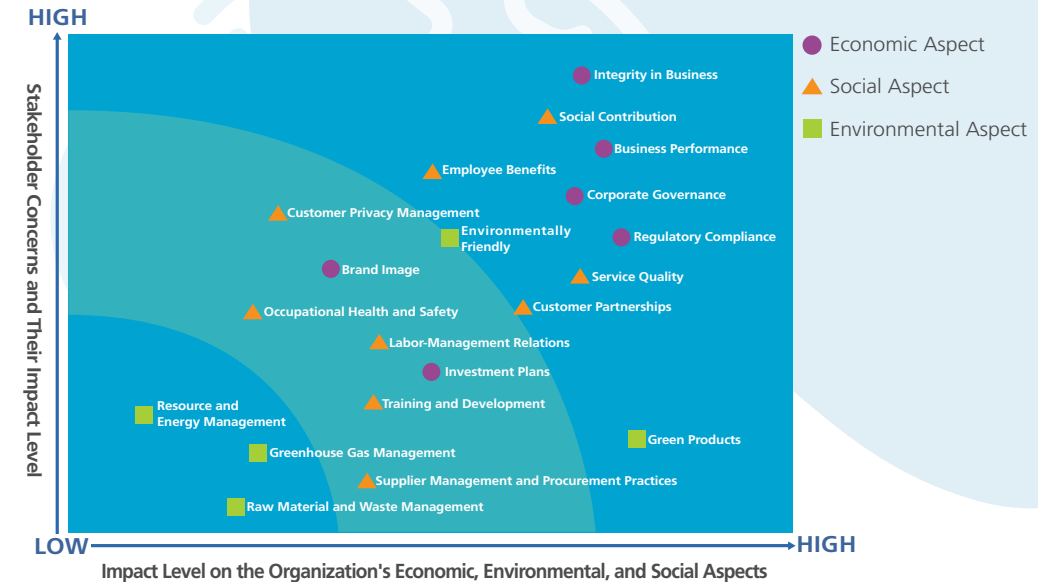 HIGH
Economic Aspect
Social Aspect
Environmental Aspect
Stakeholder Concerns and Their Impact Level
Integrity in Business
Social Contribution
Business Performance
Employee Benefits
Corporate Governance
Customer Privacy Management
Environmentally
Friendly
Regulatory Compliance
Brand Image
Service Quality
Occupational Health and Safety
Customer Partnerships
Labor-Management Relations
Investment Plans
Training and Development
Resource and
Energy Management
Green Products
Greenhouse Gas Management
Supplier Management and Procurement Practices
Raw Material and Waste Management
LOW
HIGH
Impact Level on the Organization's Economic, Environmental, and Social Aspects